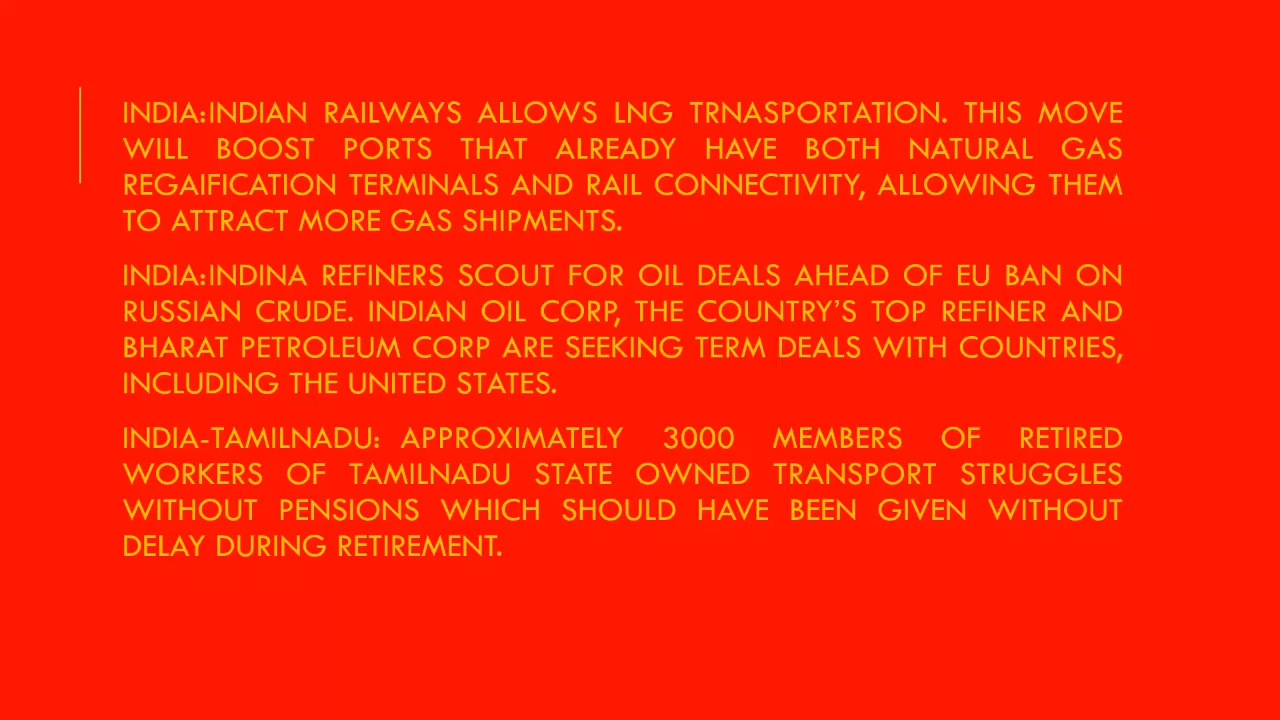 INDIA:INDIAN RAILWAYS ALLOWS LNG TRNASPORTATION. THIS MOVE
WILL BOOST PORTS THAT ALREADY HAVE BOTH NATURAL GAS
REGAIFICATION TERMINALS AND RAIL CONNECTIVITY, ALLOWING THEM
TO ATTRACT MORE GAS SHIPMENTS.
INDIA:INDINA REFINERS SCOUT FOR OIL DEALS AHEAD OF EU BAN ON
RUSSIAN CRUDE. INDIAN OIL CORP, THE COUNTRY’S TOP REFINER AND
BHARAT PETROLEUM CORP ARE SEEKING TERM DEALS WITH COUNTRIES,
INCLUDING THE UNITED STATES.
INDIA-TAMILNADU: APPROXIMATELY 3000 MEMBERS OF RETIRED
WORKERS OF TAMILNADU STATE OWNED TRANSPORT STRUGGLES
WITHOUT PENSIONS WHICH SHOULD HAVE BEEN GIVEN WITHOUT
DELAY DURING RETIREMENT.